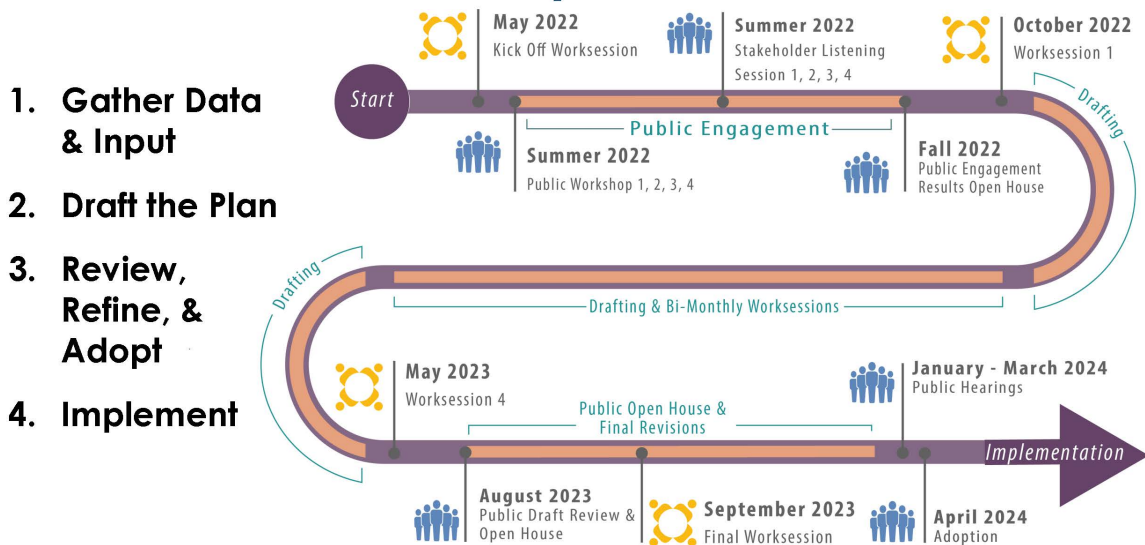 1. Gather Data
& Input
2. Draft the Plan
3. Review,
Refine, &
Adopt
4. Implement
Start
May 2022
Kick Off Worksession
Summer 2022
Stakeholder Listening
Session 1, 2, 3, 4
October 2022
Worksession 1
Public Engagement
Summer 2022
Public Workshop 1, 2, 3, 4
Fall 2022
Public Engagement
Results Open House
Drafting
Drafting & Bi-Monthly Worksessions
Drafting
May 2023
Worksession 4
Public Open House &
Final Revisions
January - March 2024
Public Hearings
Implementation
August 2023
Public Draft Review &
Open House
September 2023
Final Worksession
April 2024
Adoption